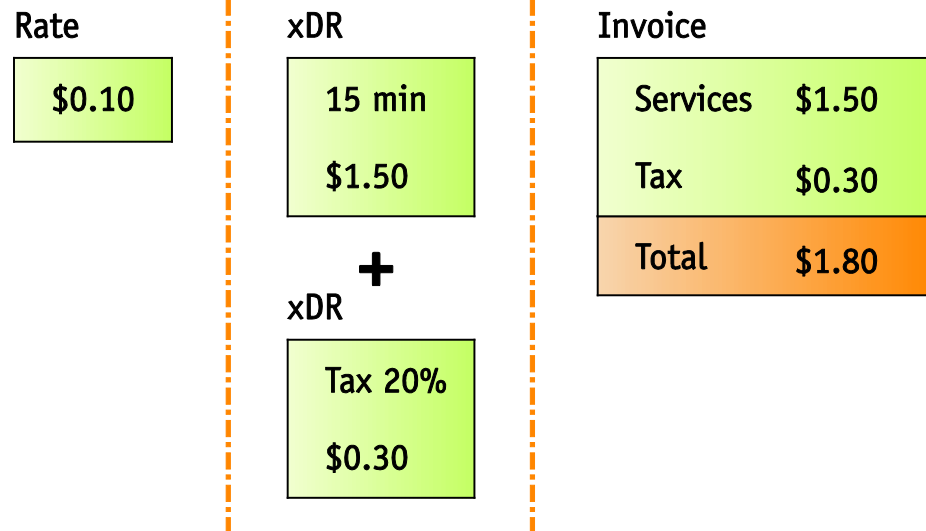 Rate
$0.10
xDR
15 min
$1.50
+
xDR
Tax 20%
$0.30
Invoice
Services $1.50
Tax $0.30
Total $1.80